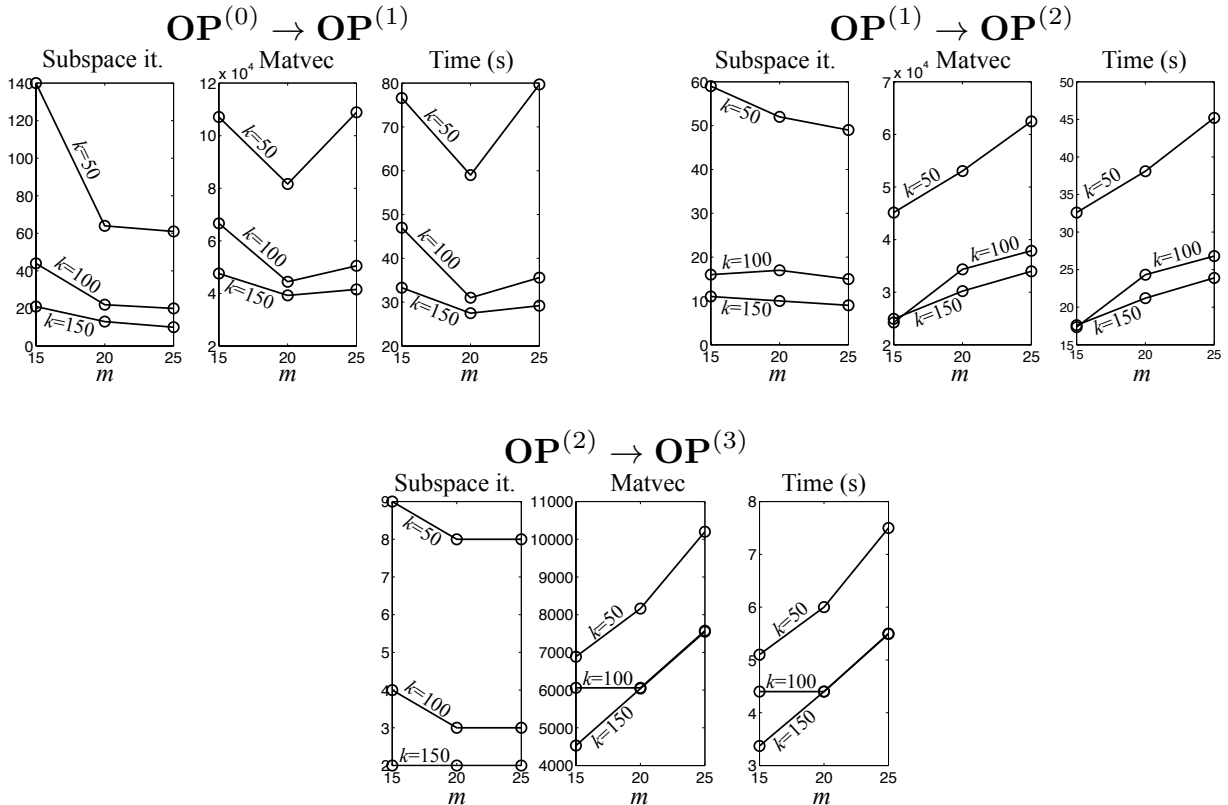 OP(0) → OP(1)
Subspace it.
140
120
100
80
60
40
20
0
k=50
k=100
k=150
15 20 25
m
Matvec
x 10^4
12
10
8
6
4
2
k=50
k=100
k=150
15 20 25
m
Time (s)
80
70
60
50
40
30
20
k=50
k=100
k=150
15 20 25
m
OP(1) → OP(2)
Subspace it.
60
50
40
30
20
10
0
k=50
k=100
k=150
15 20 25
m
Matvec
x 10^4
7
6
5
4
3
2
k=50
k=100
k=150
15 20 25
m
Time (s)
50
45
40
35
30
25
20
15
k=50
k=100
k=150
15 20 25
m
OP(2) → OP(3)
Subspace it.
9
8
7
6
5
4
3
2
k=50
k=100
k=150
15 20 25
m
Matvec
11000
10000
9000
8000
7000
6000
5000
4000
k=50
k=100
k=150
15 20 25
m
Time (s)
8
7
6
5
4
3
k=50
k=100
k=150
15 20 25
m